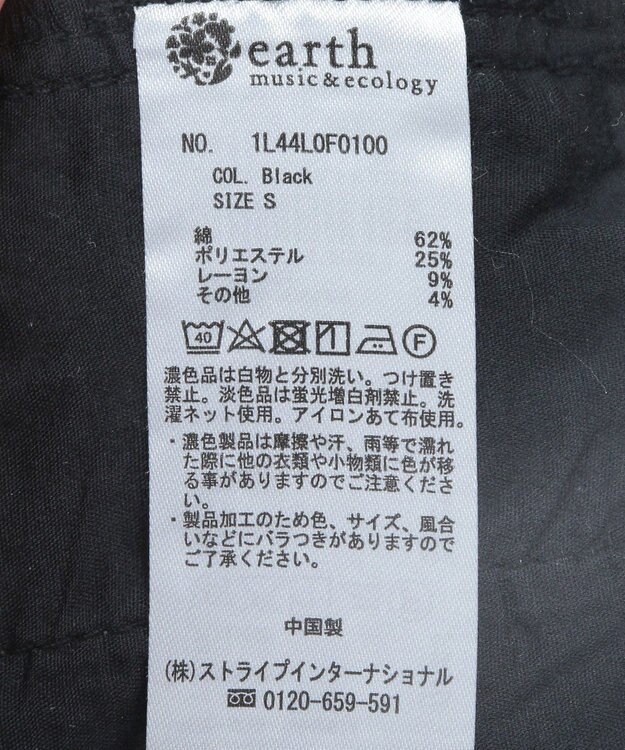 earth
music&ecology
NO. 1L44L0F0100
COL. Black
SIZE S
綿 62%
ポリエステル 25%
レーヨン 9%
その他 4%
40 F
濃色品は白物と分別洗い。つけ置き
禁止。淡色品は蛍光増白剤禁止。洗
濯ネット使用。アイロンあて布使用。
・濃色製品は摩擦や汗、雨等で濡れ
た際に他の衣類や小物類に色が移
る事がありますのでご注意くださ
い。
・製品加工のため色、サイズ、風合
いなどにバラつきがありますので
ご了承ください。
中国製
(株)ストライプインターナショナル
0120-659-591